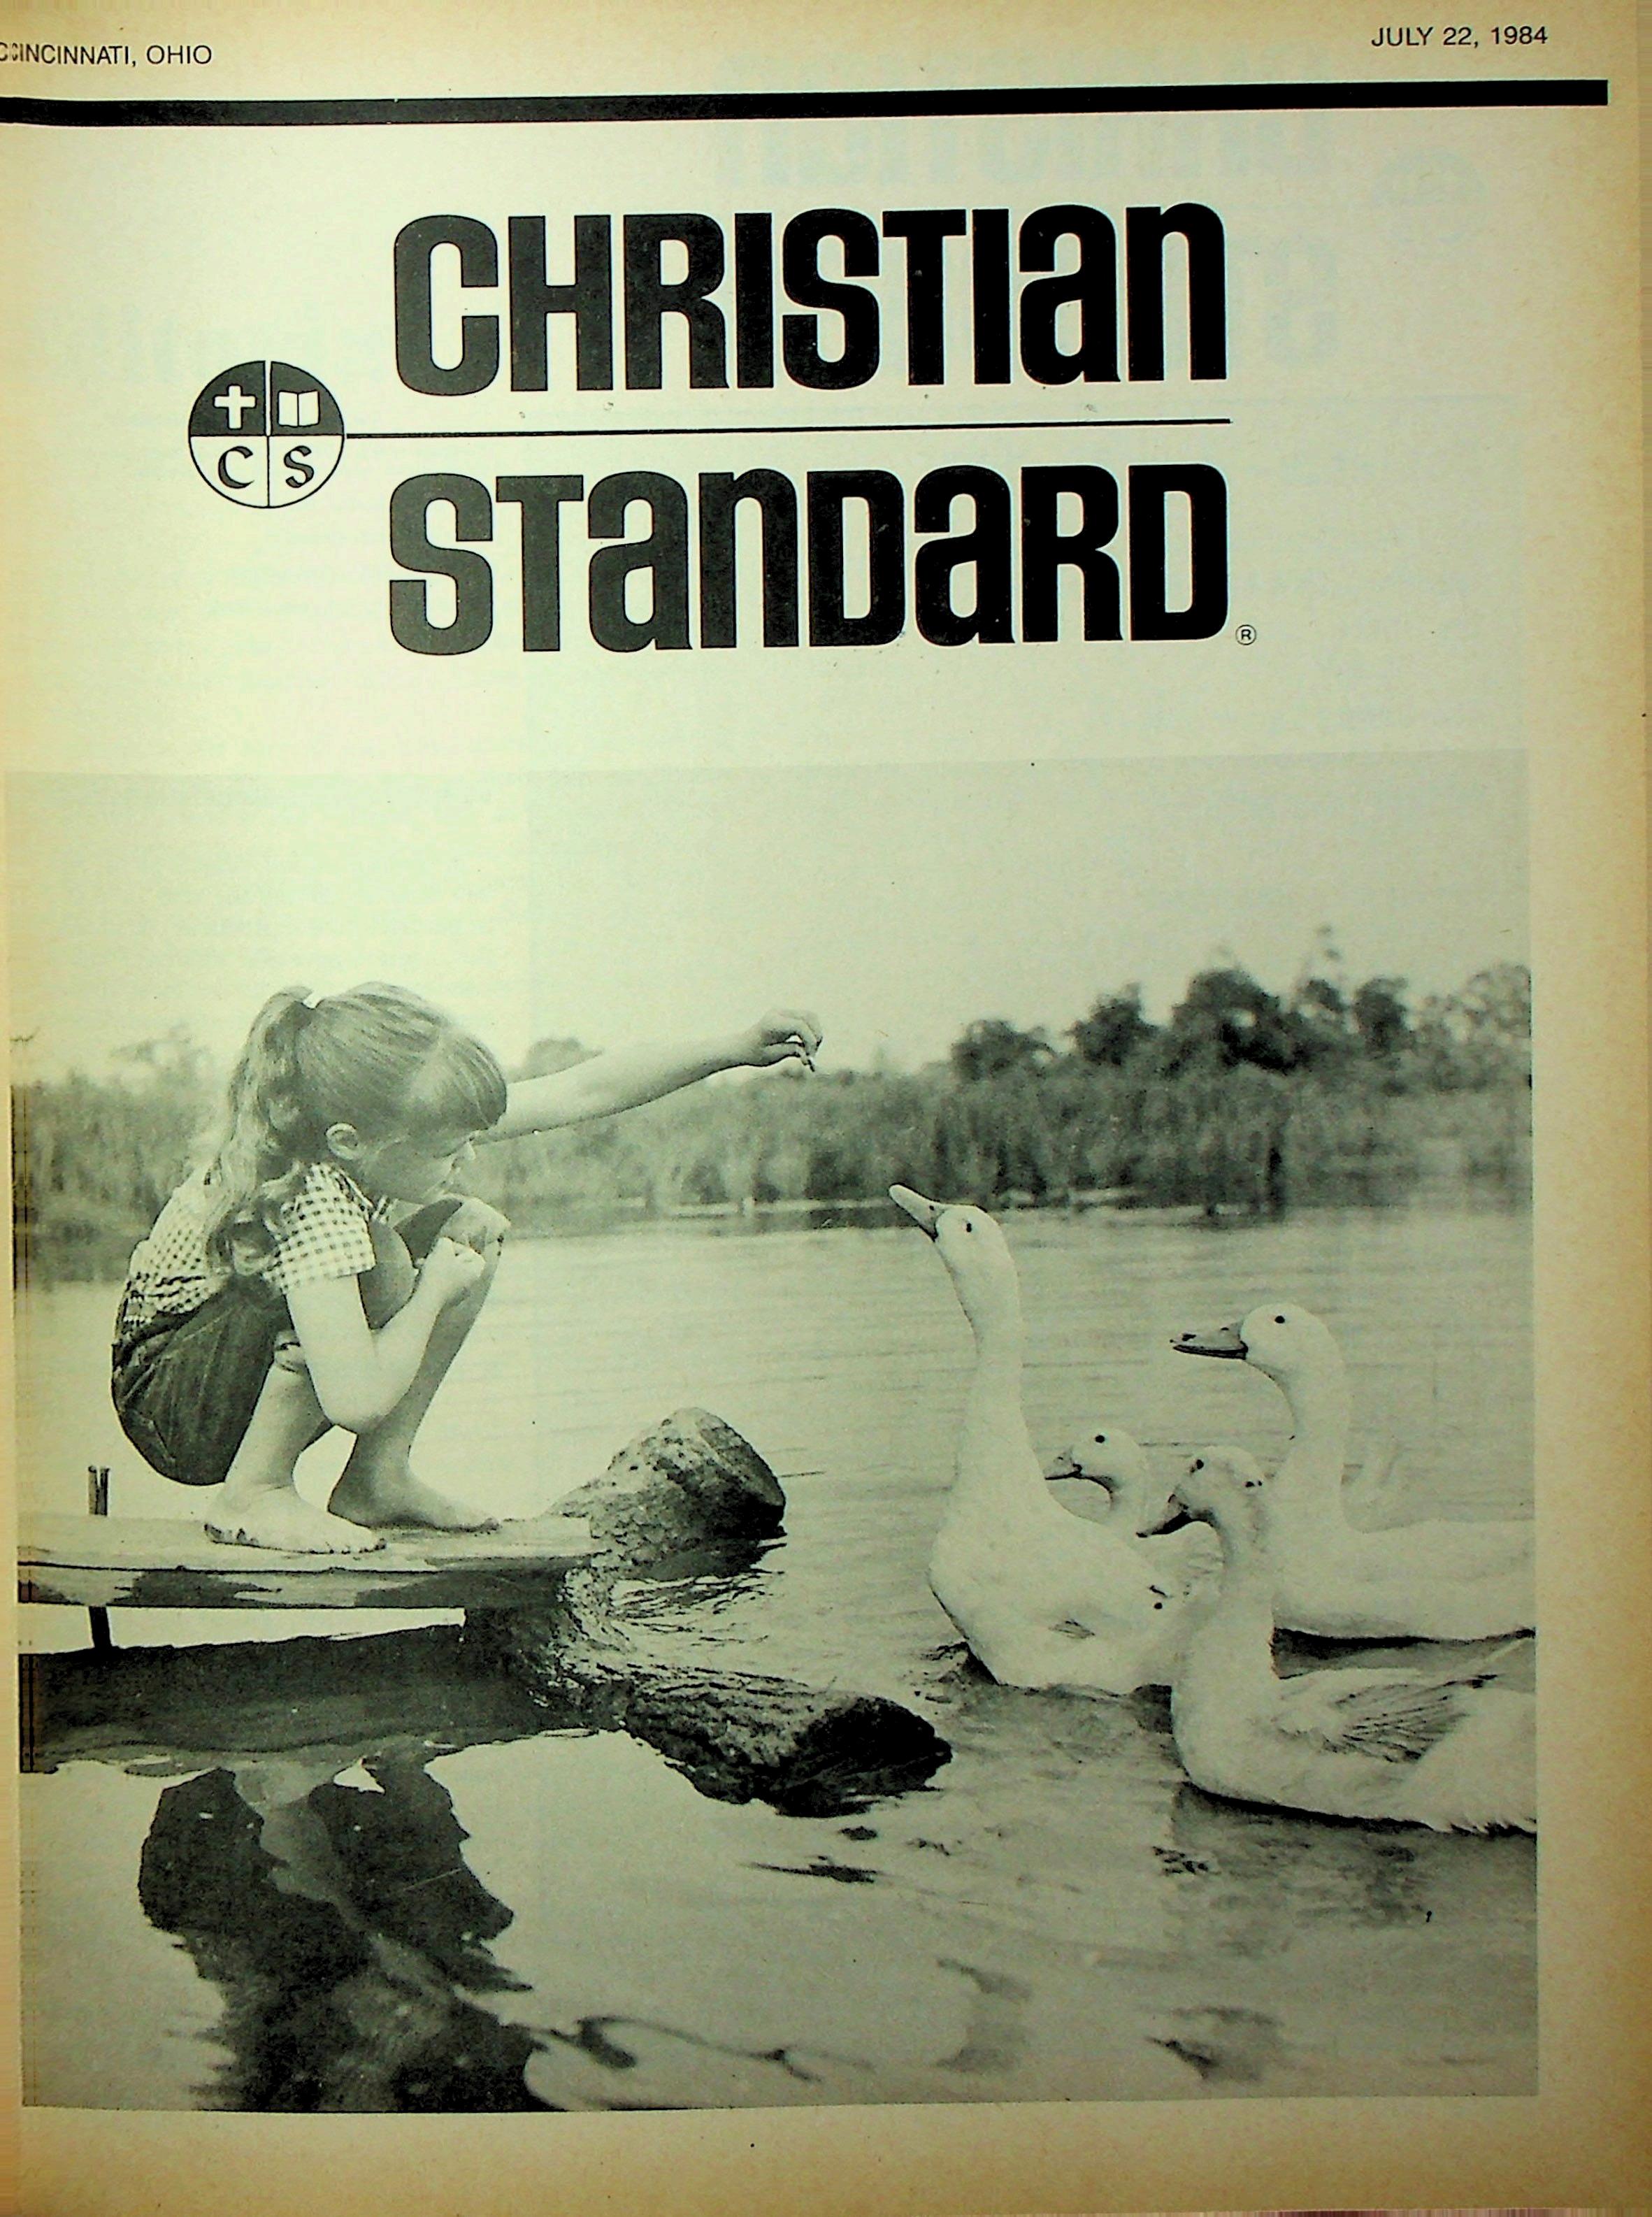 CINCINNATI, OHIO
JULY 22, 1984
CHRISTian
C S
STanDaRD®